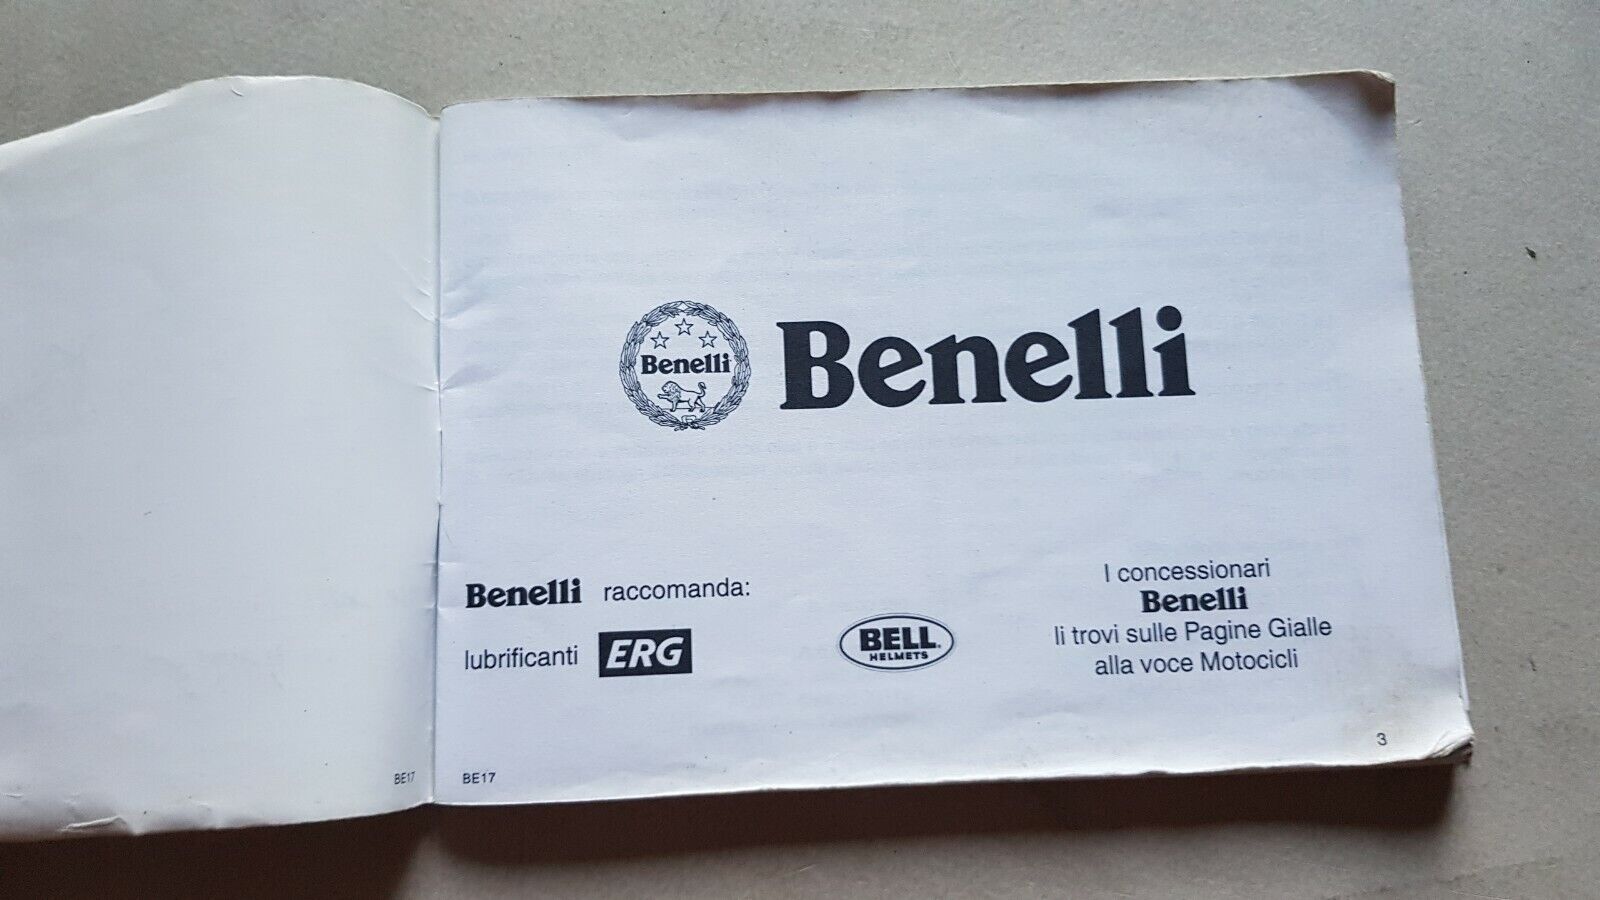 Benelli
Benelli
Benelli raccomanda:
lubrificanti ERG
BELL
HELMETS
I concessionari
Benelli
li trovi sulle Pagine Gialle
alla voce Motocicli
3
BE17
BE17